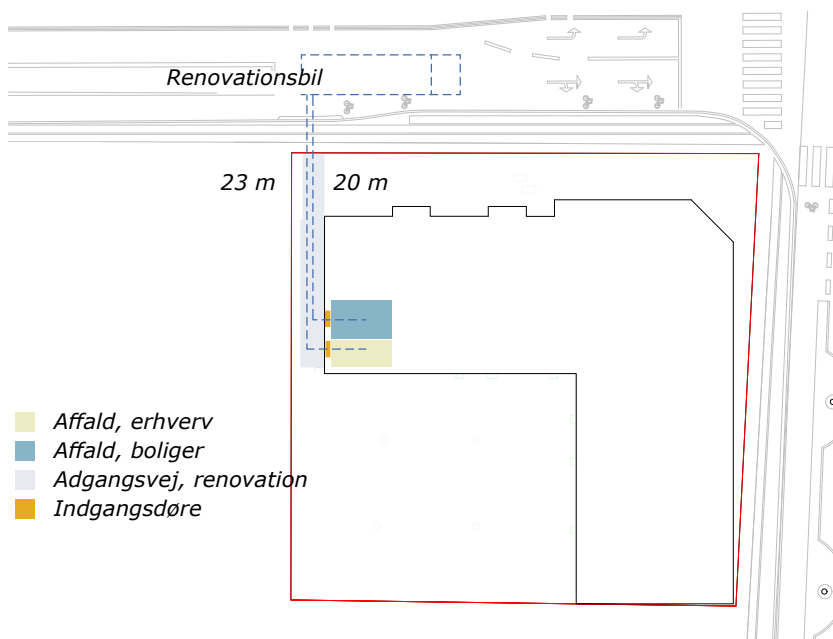 Renovationsbil
23 m
20 m
Affald, erhverv
Affald, boliger
Adgangsvej, renovation
Indgangsdøre